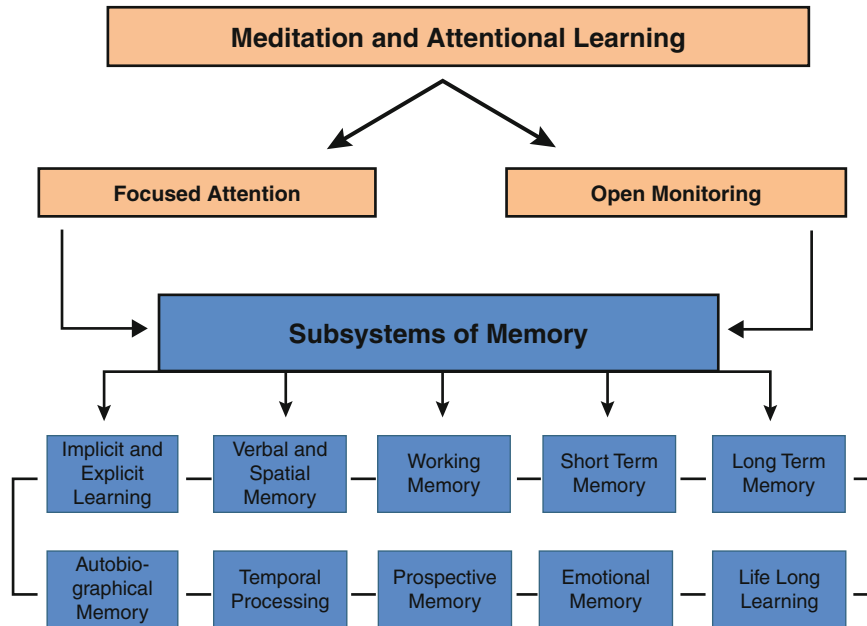 Meditation and Attentional Learning
Focused Attention
Open Monitoring
Subsystems of Memory
Implicit and
Explicit
Learning
Verbal and
Spatial
Memory
Working
Memory
Short Term
Memory
Long Term
Memory
Autobio-
graphical
Memory
Temporal
Processing
Prospective
Memory
Emotional
Memory
Life Long
Learning